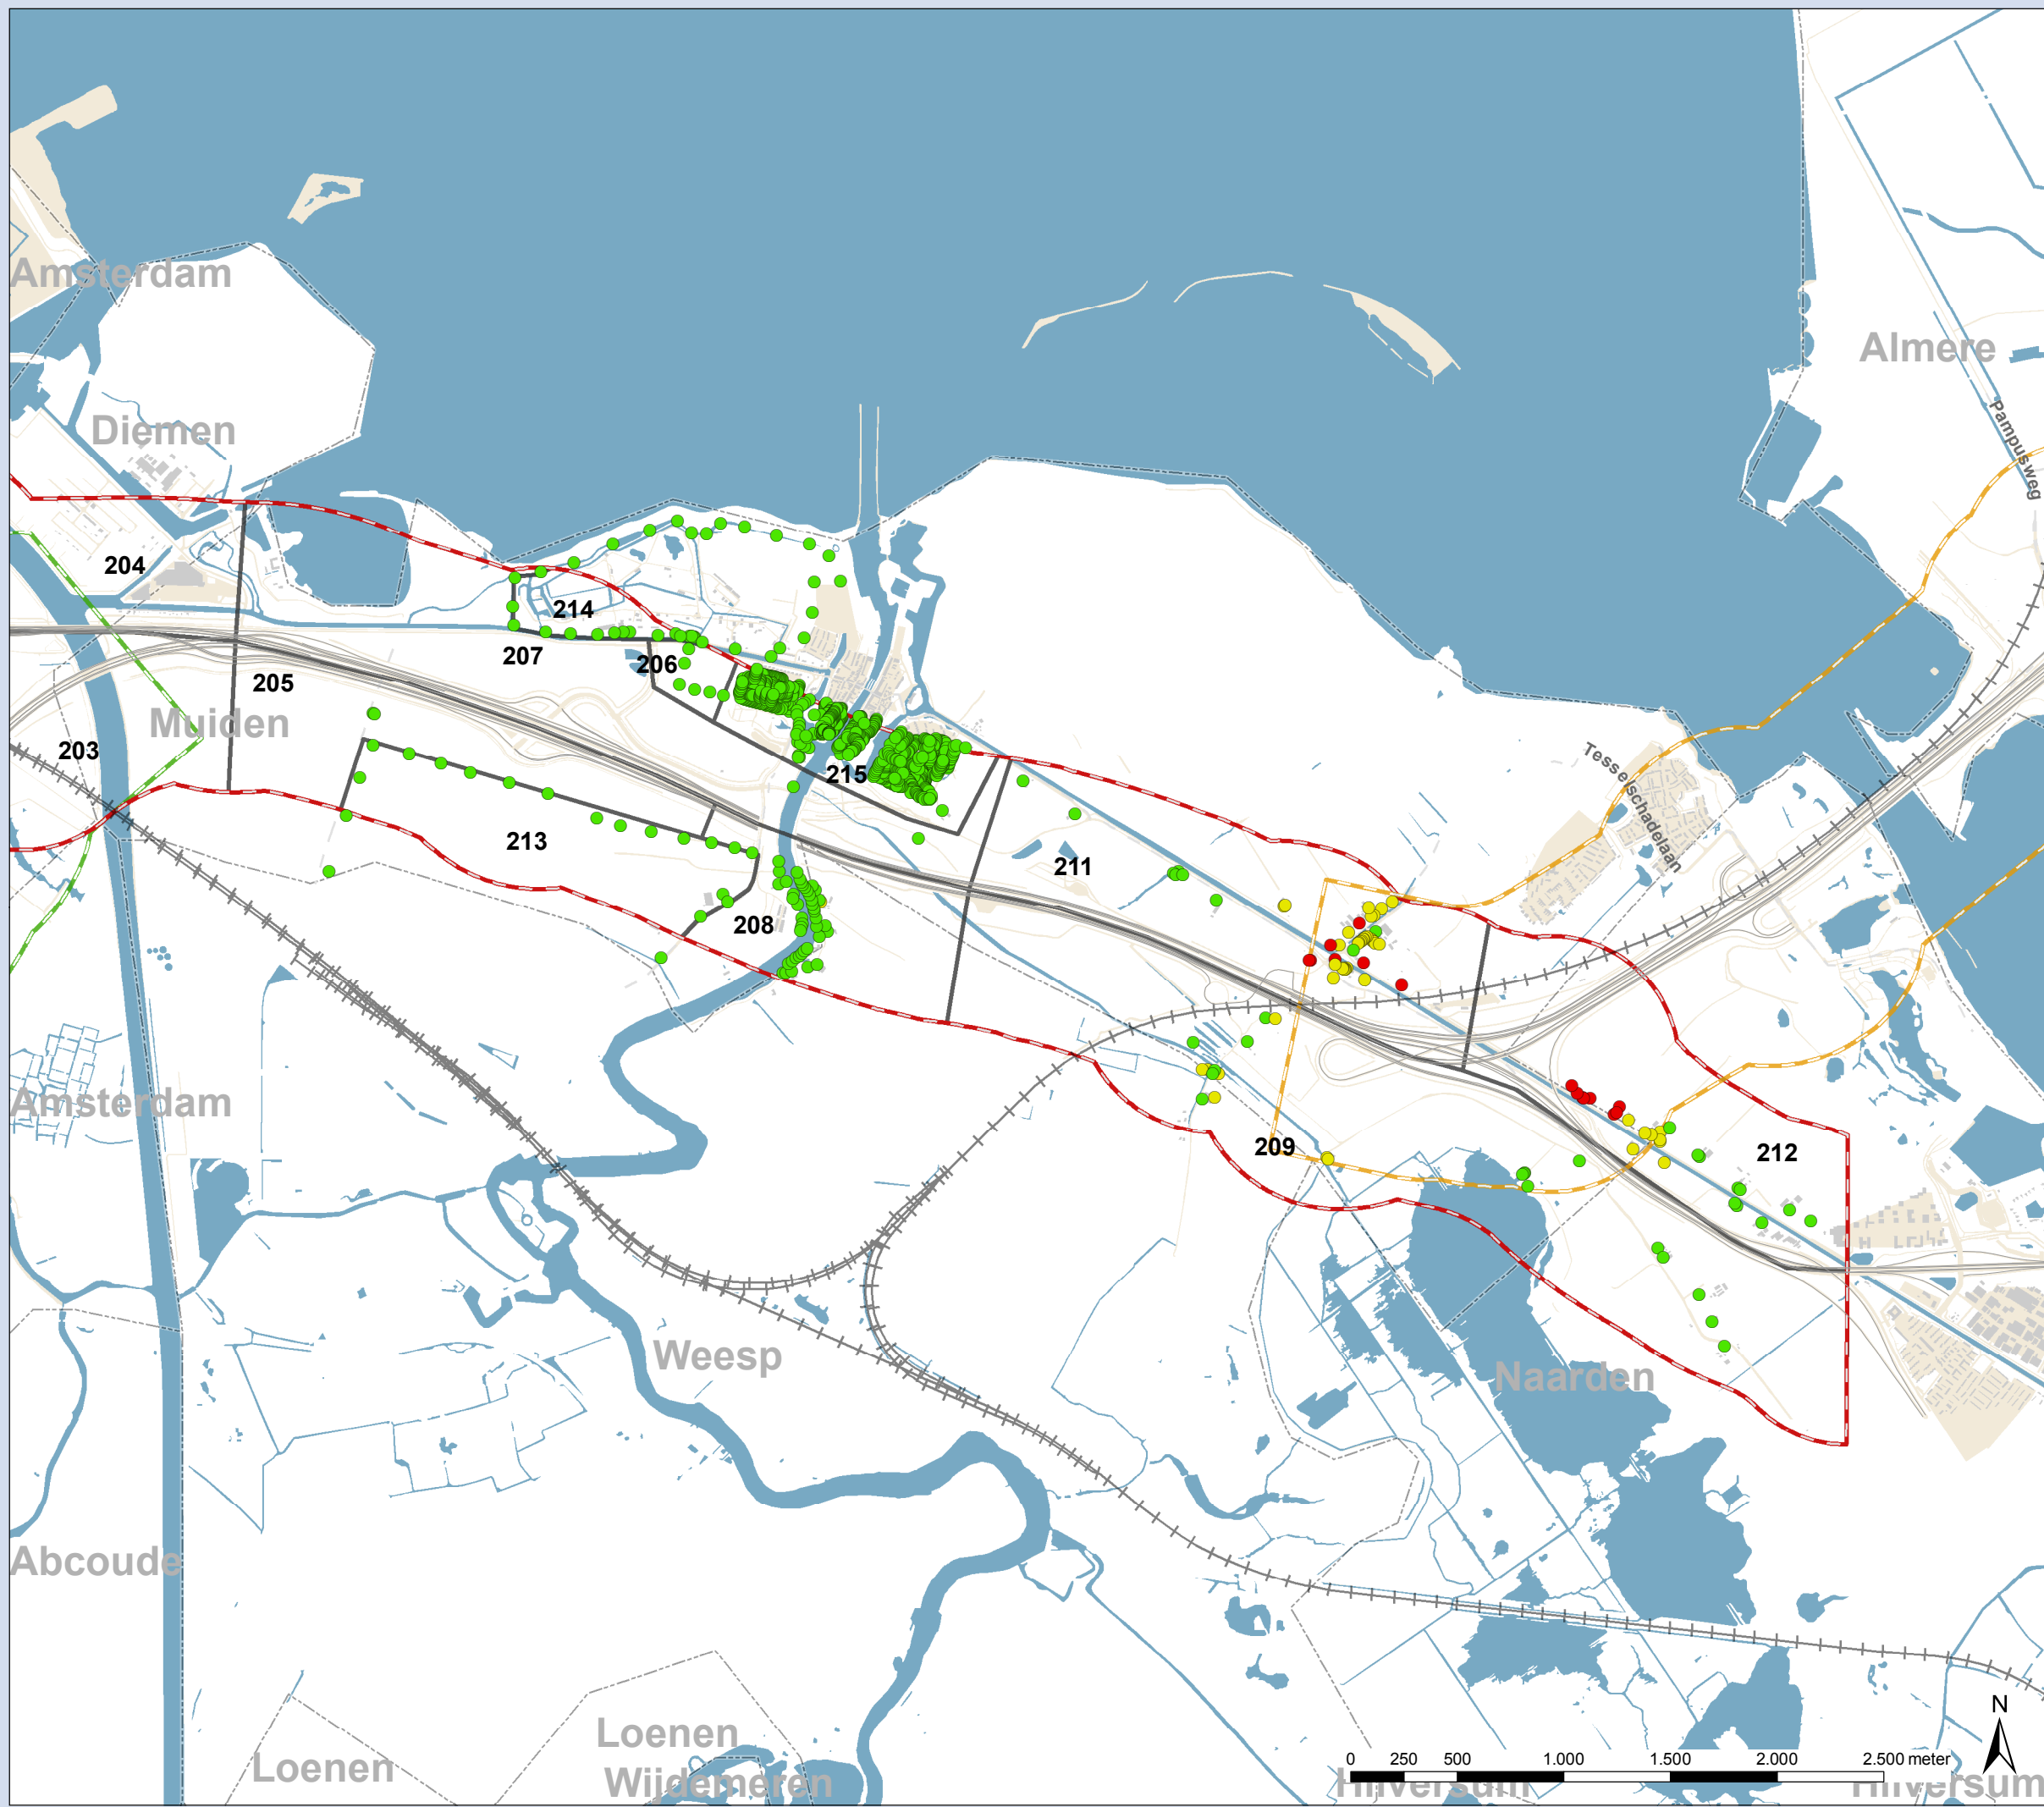 Amsterdam
Almere
Pampusweg
Diemen
204
214
207
206
205
Muiden
203
Tesselschadelaan
215
213
211
208
Amsterdam
209
212
Weesp
Naarden
Abcoude
N
Loenen
Loenen
Wijdemeren
0 250 500 1.000 1.500 2.000 2.500 meter
Hilversum
Hilversum